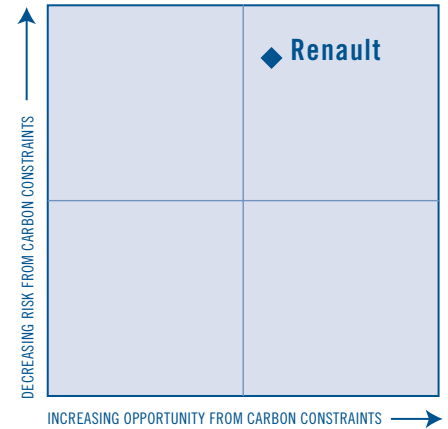 Renault
DECREASING RISK FROM CARBON CONSTRAINTS
INCREASING OPPORTUNITY FROM CARBON CONSTRAINTS